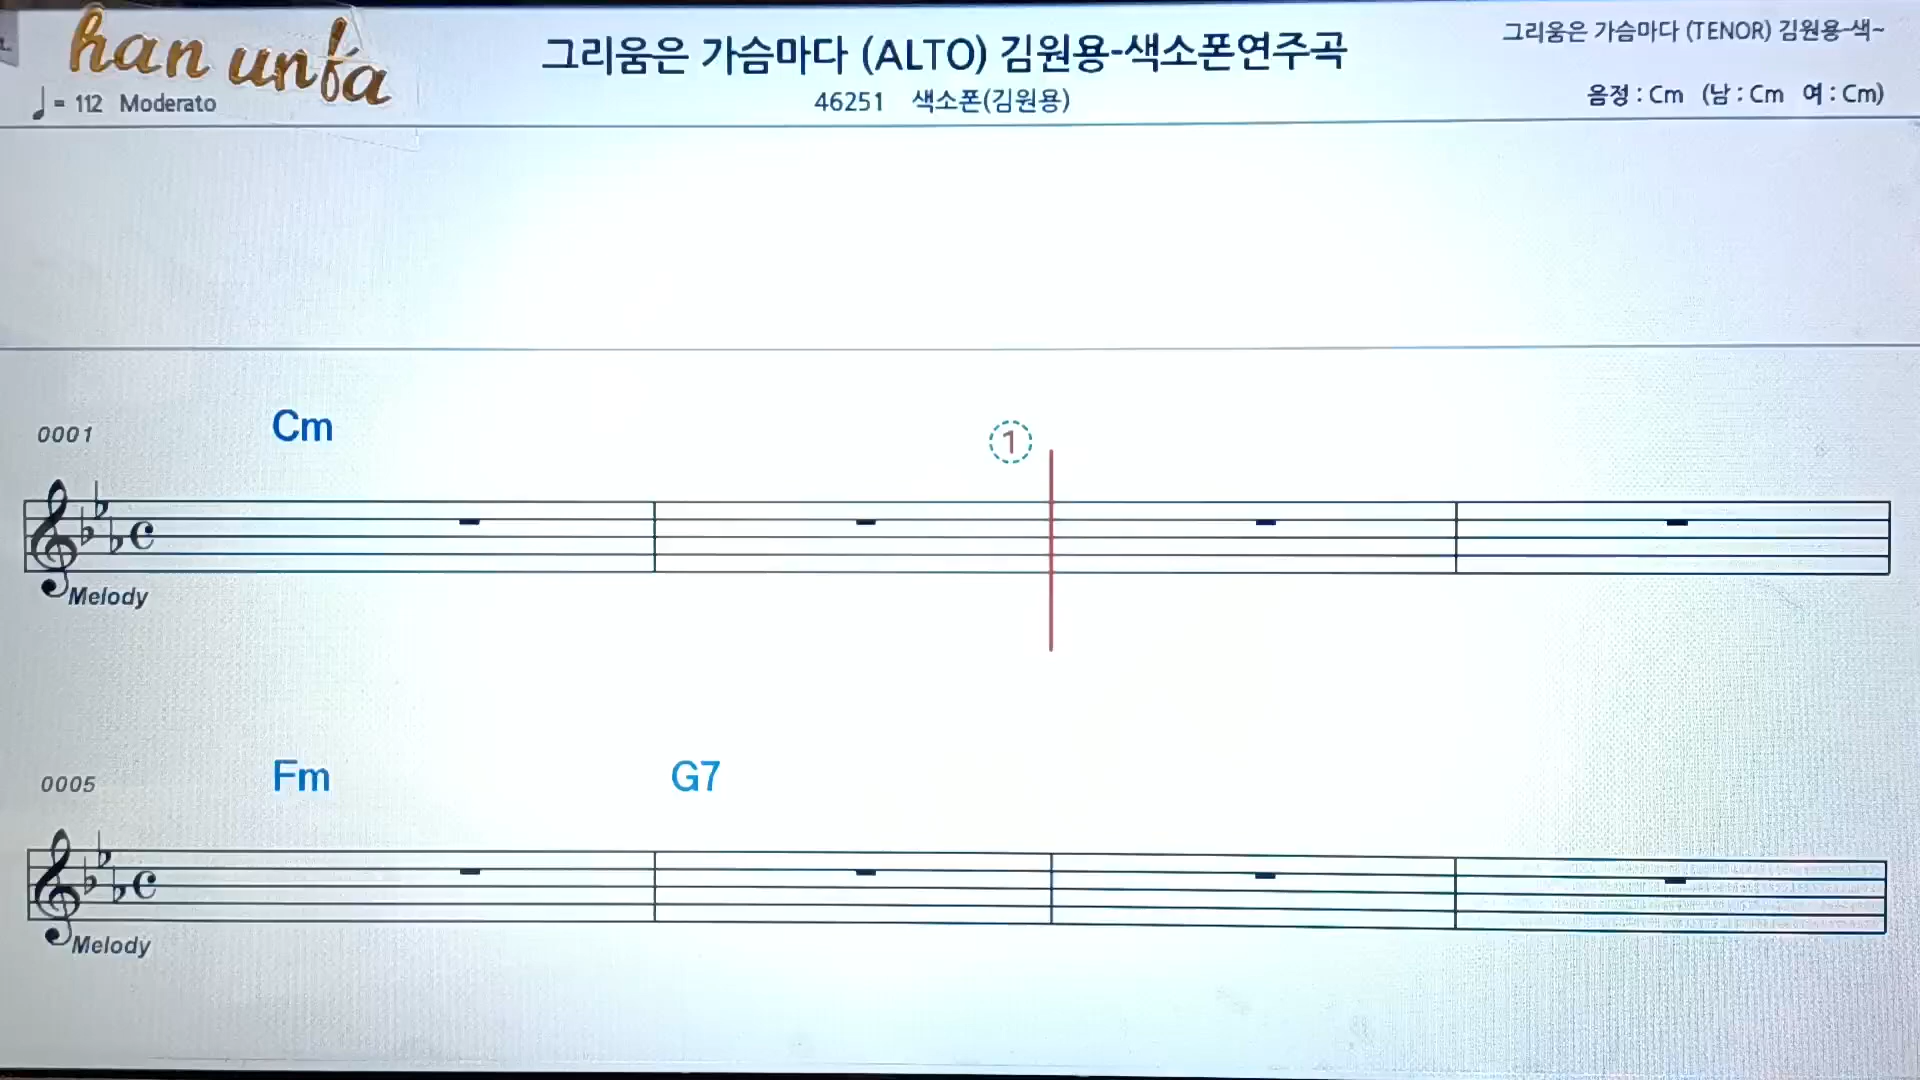 han unfa
♩= 112 Moderato
그리움은 가슴마다 (ALTO) 김원용-색소폰연주곡
46251 색소폰(김원용)
그리움은 가슴마다 (TENOR) 김원용-색~
음정 : Cm (남 : Cm 여 : Cm)
0001 Cm 1
Melody
0005 Fm G7
Melody